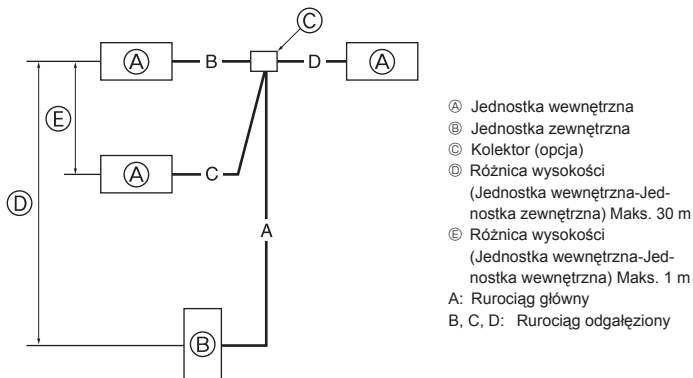 Ⓒ
Ⓐ B D Ⓐ
Ⓔ
Ⓐ C
Ⓓ
A
Ⓑ
Ⓐ Jednostka wewnętrzna
Ⓑ Jednostka zewnętrzna
Ⓒ Kolektor (opcja)
Ⓓ Różnica wysokości
(Jednostka wewnętrzna-Jed-
nostka zewnętrzna) Maks. 30 m
Ⓔ Różnica wysokości
(Jednostka wewnętrzna-Jed-
nostka wewnętrzna) Maks. 1 m
A: Rurociąg główny
B, C, D: Rurociąg odgałęziony